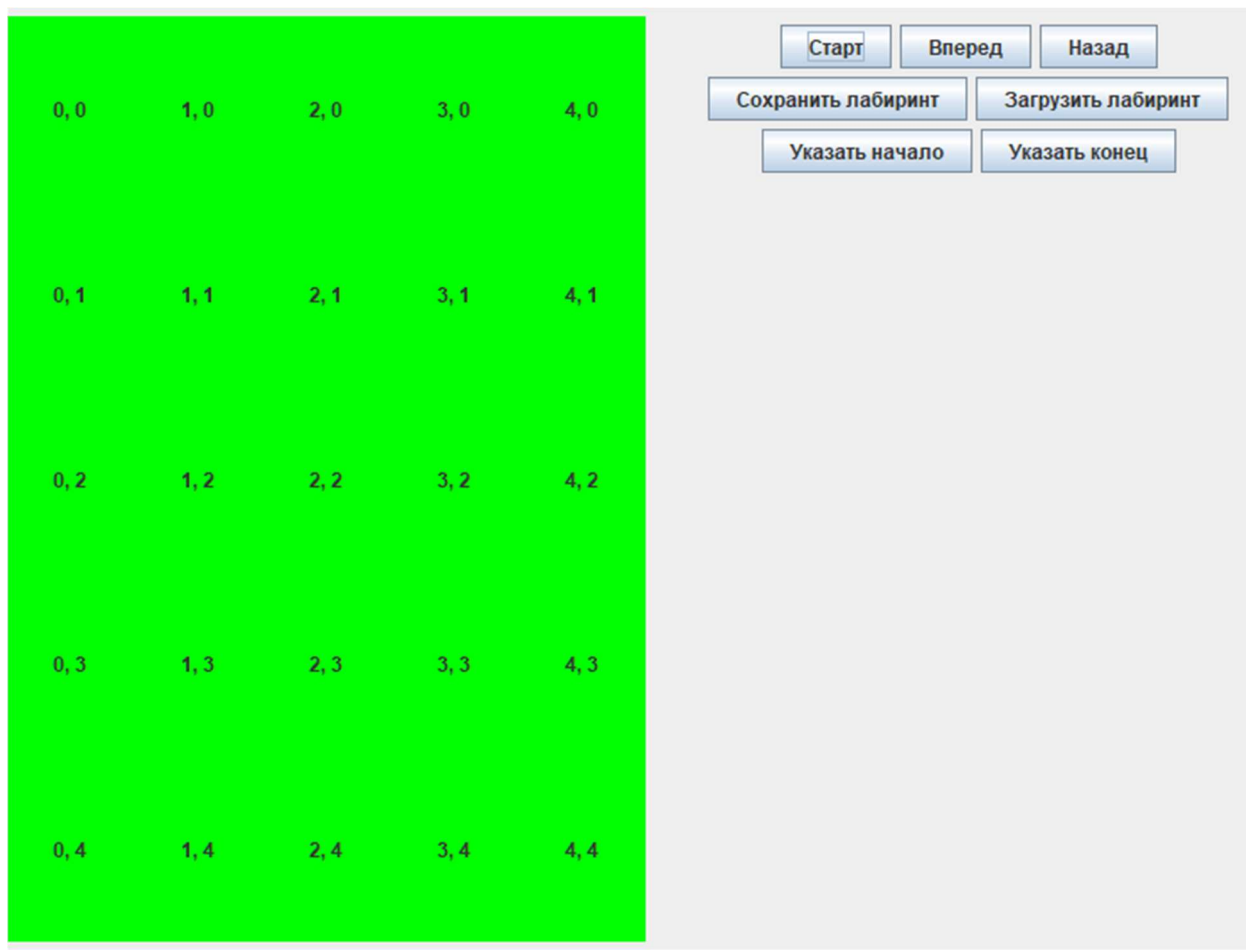 0, 0 1, 0 2, 0 3, 0 4, 0
0, 1 1, 1 2, 1 3, 1 4, 1
0, 2 1, 2 2, 2 3, 2 4, 2
0, 3 1, 3 2, 3 3, 3 4, 3
0, 4 1, 4 2, 4 3, 4 4, 4
Старт Вперед Назад
Сохранить лабиринт Загрузить лабиринт
Указать начало Указать конец